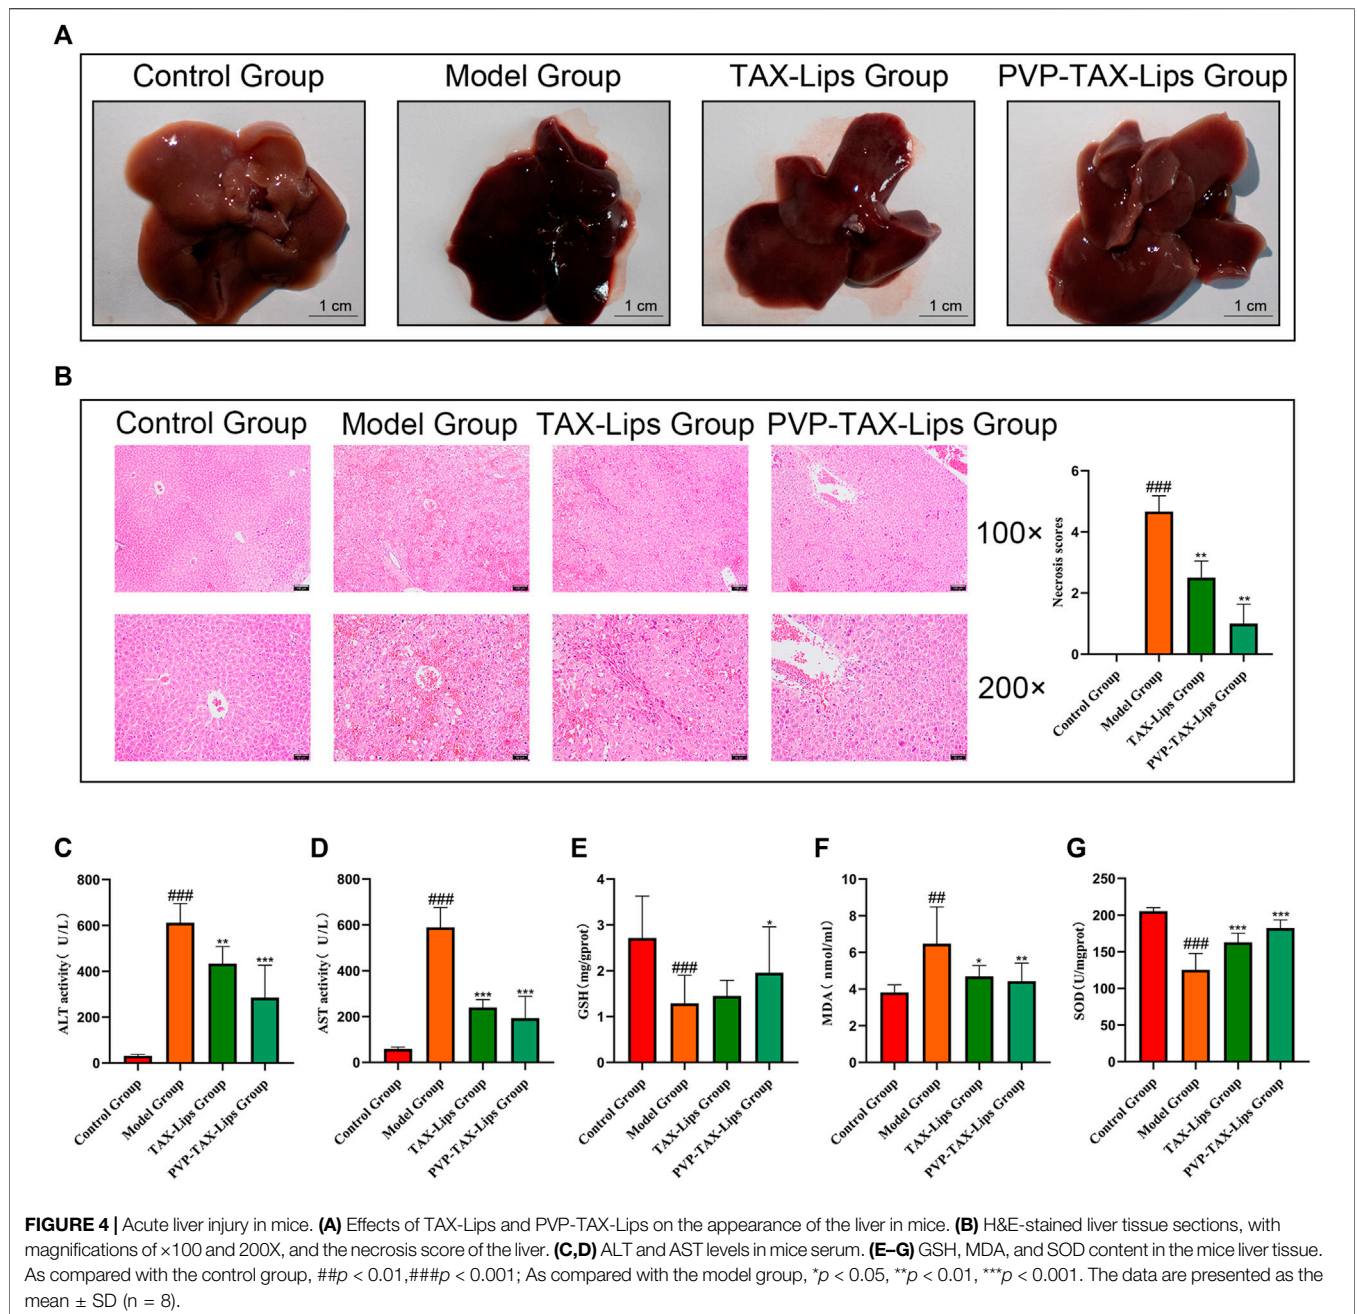 A
Control Group
Model Group
TAX-Lips Group
PVP-TAX-Lips Group
1 cm
1 cm
1 cm
1 cm
B
Control Group
Model Group
TAX-Lips Group
PVP-TAX-Lips Group
100×
200×
Necrosis scores
6
4
2
0
###
**
**
Control Group
Model Group
TAX-Lips Group
PVP-TAX-Lips Group
C
ALT activity( U/L)
800
600
400
200
0
###
**
***
Control Group
Model Group
TAX-Lips Group
PVP-TAX-Lips Group
D
AST activity( U/L)
800
600
400
200
0
###
***
***
Control Group
Model Group
TAX-Lips Group
PVP-TAX-Lips Group
E
GSH(mg/gprot)
4
3
2
1
0
###
*
Control Group
Model Group
TAX-Lips Group
PVP-TAX-Lips Group
F
MDA( nmol/ml)
10
8
6
4
2
0
##
*
**
Control Group
Model Group
TAX-Lips Group
PVP-TAX-Lips Group
G
SOD(U/mgprot)
250
200
150
100
50
0
###
***
***
Control Group
Model Group
TAX-Lips Group
PVP-TAX-Lips Group
FIGURE 4 | Acute liver injury in mice. (A) Effects of TAX-Lips and PVP-TAX-Lips on the appearance of the liver in mice. (B) H&E-stained liver tissue sections, with
magnifications of ×100 and 200X, and the necrosis score of the liver. (C,D) ALT and AST levels in mice serum. (E–G) GSH, MDA, and SOD content in the mice liver tissue.
As compared with the control group, ##p < 0.01,###p < 0.001; As compared with the model group, *p < 0.05, **p < 0.01, ***p < 0.001. The data are presented as the
mean ± SD (n = 8).